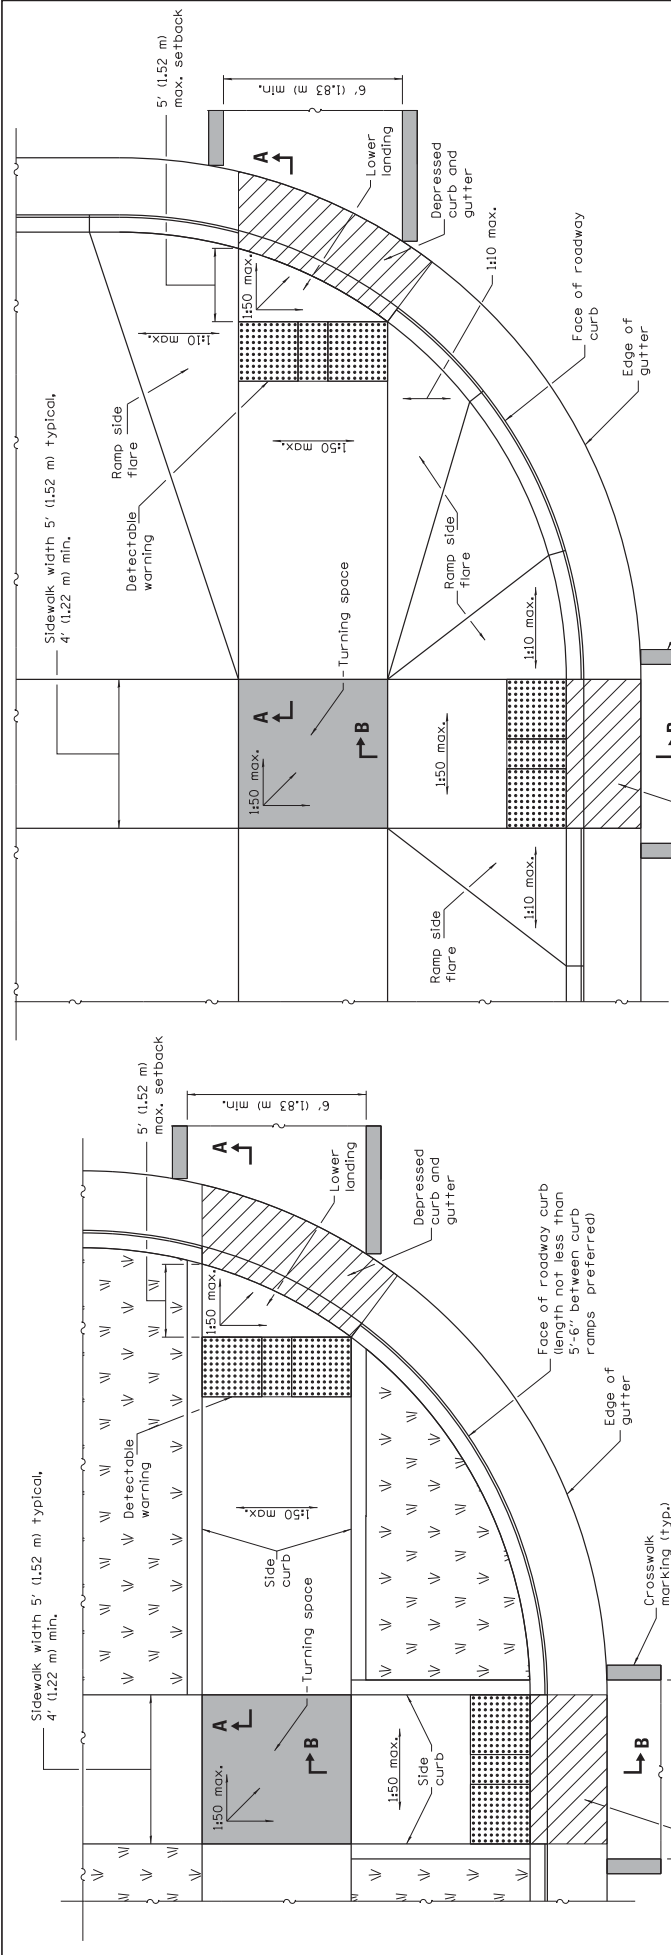 5' (1.52 m)
max. setback
6' (1.83 m) min.
A
Lower
landing
Depressed
curb and
gutter
1:10 max.
1:50 max.
1:10 max.
Sidewalk width 5' (1.52 m) typical,
4' (1.22 m) min.
Ramp side
flare
Detectable
warning
1:50 max.
Face of roadway
curb
Edge of
gutter
Ramp side
flare
Turning space
1:10 max.
A
B
1:50 max.
1:50 max.
B
Ramp side
flare
1:10 max.
5' (1.52 m)
max. setback
6' (1.83 m) min.
A
Lower
landing
Depressed
curb and
gutter
1:50 max.
Sidewalk width 5' (1.52 m) typical,
4' (1.22 m) min.
Detectable
warning
1:50 max.
Side
curb
Face of roadway curb
(length not less than
5'-6" between curb
ramps preferred)
Edge of
gutter
Turning space
A
B
1:50 max.
1:50 max.
Side
curb
Crosswalk
marking (typ.)
B